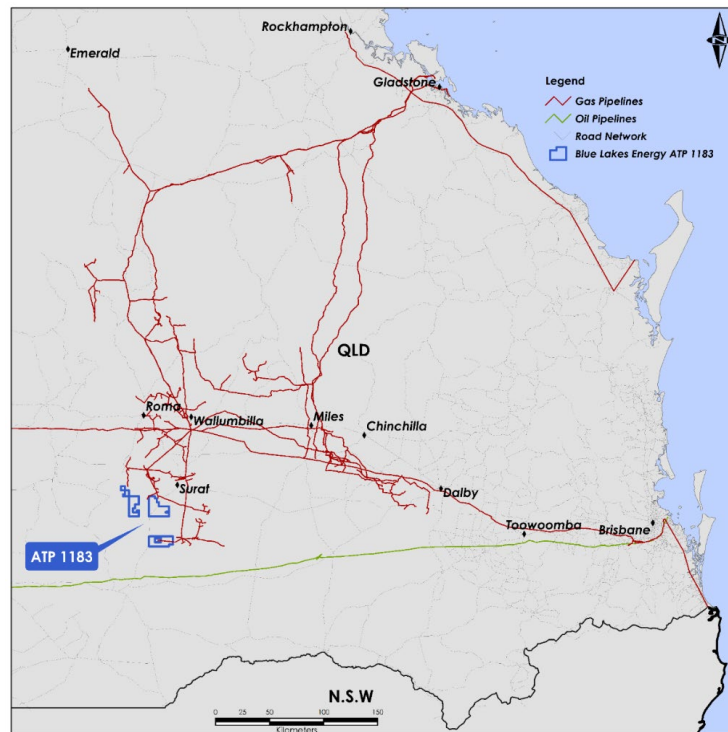 Rockhampton
Emerald
N
Gladstone
Legend
Gas Pipelines
Oil Pipelines
Road Network
Blue Lakes Energy ATP 1183
QLD
Roma
Wallumbilla
Miles
Chinchilla
Surat
Dalby
ATP 1183
Toowoomba
Brisbane
N.S.W
0 25 50 100 150
Kilometers